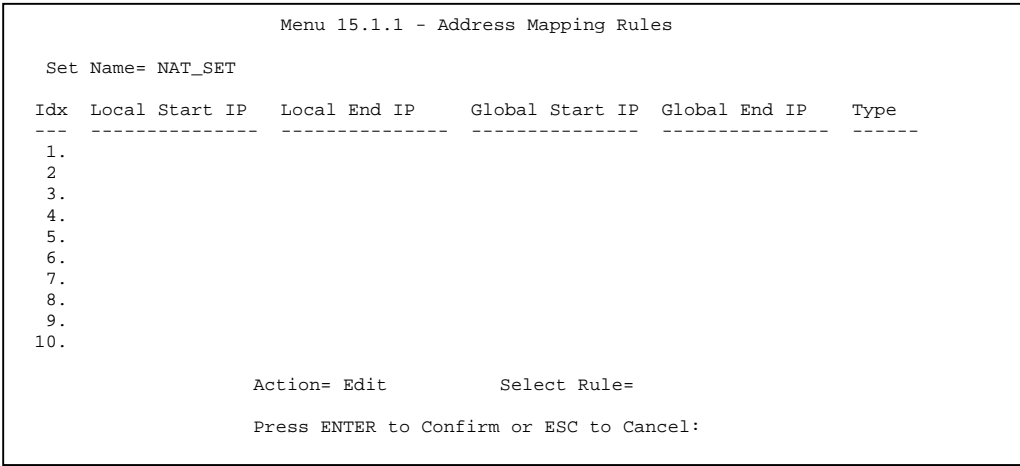 Menu 15.1.1 - Address Mapping Rules
Set Name= NAT_SET
Idx Local Start IP Local End IP Global Start IP Global End IP Type
--- --------------- --------------- --------------- --------------- ------
1.
2
3.
4.
5.
6.
7.
8.
9.
10.
Action= Edit Select Rule=
Press ENTER to Confirm or ESC to Cancel: